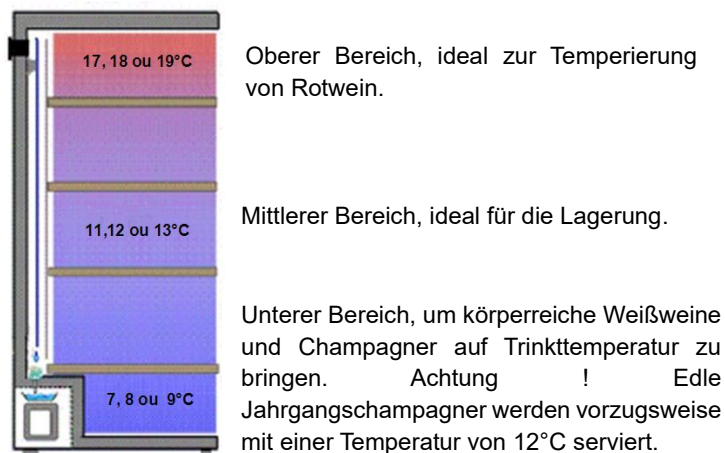 17, 18 ou 19°C
Oberer Bereich, ideal zur Temperierung
von Rotwein.
11,12 ou 13°C
Mittlerer Bereich, ideal für die Lagerung.
Unterer Bereich, um körperreiche Weißweine
und Champagner auf Trinkttemperatur zu
bringen. Achtung ! Edle
Jahrgangschampagner werden vorzugsweise
mit einer Temperatur von 12°C serviert.
7, 8 ou 9°C